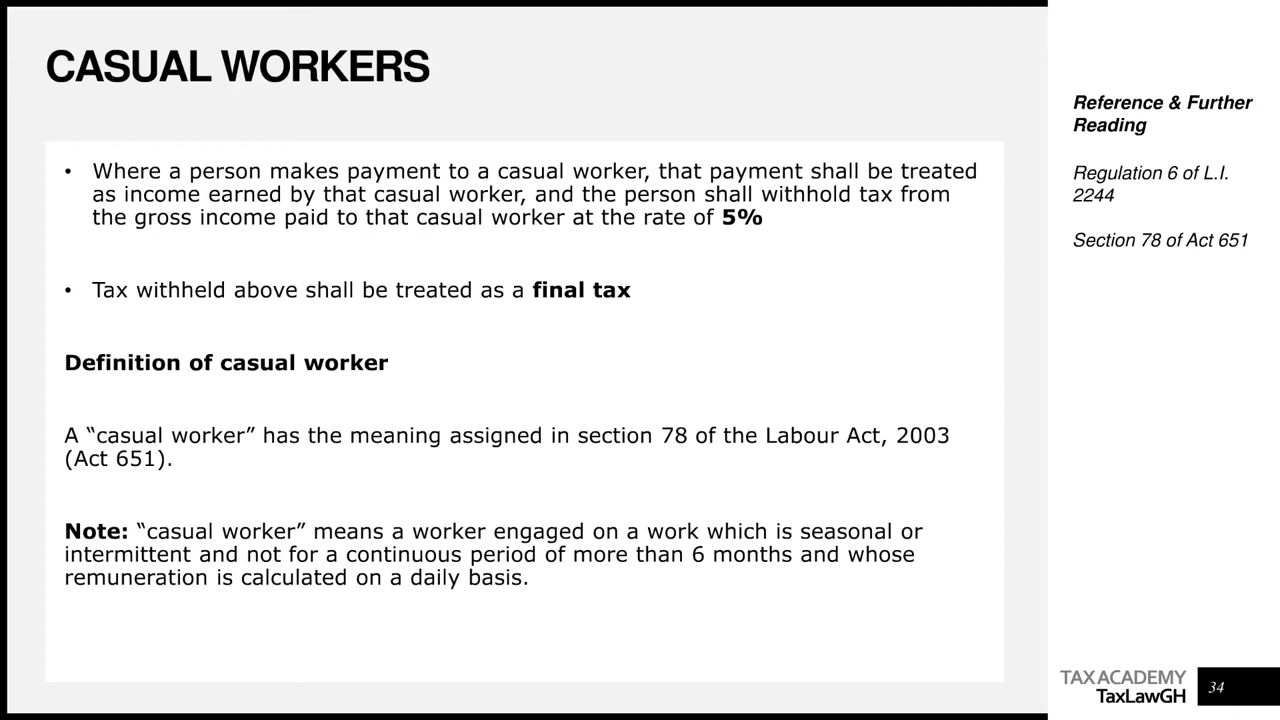 CASUAL WORKERS
• Where a person makes payment to a casual worker, that payment shall be treated
as income earned by that casual worker, and the person shall withhold tax from
the gross income paid to that casual worker at the rate of 5%
• Tax withheld above shall be treated as a final tax
Definition of casual worker
A “casual worker” has the meaning assigned in section 78 of the Labour Act, 2003
(Act 651).
Note: “casual worker” means a worker engaged on a work which is seasonal or
intermittent and not for a continuous period of more than 6 months and whose
remuneration is calculated on a daily basis.
Reference & Further
Reading
Regulation 6 of L.I.
2244
Section 78 of Act 651
TAX ACADEMY
TaxLawGH
34